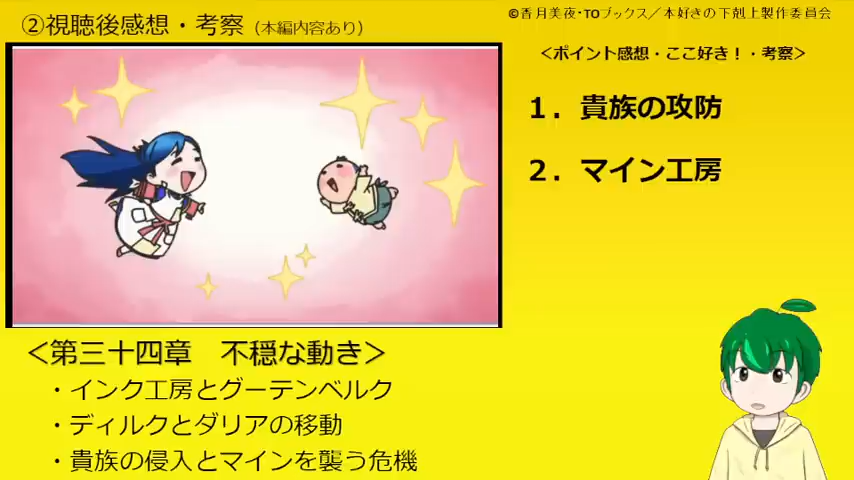 ②視聴後感想・考察 (本編内容あり)
©香月美夜・TOブックス／本好きの下剋上製作委員会
＜ポイント感想・ここ好き！・考察＞
１．貴族の攻防
２．マイン工房
＜第三十四章　不穏な動き＞
・インク工房とグーテンベルク
・ディルクとダリアの移動
・貴族の侵入とマインを襲う危機